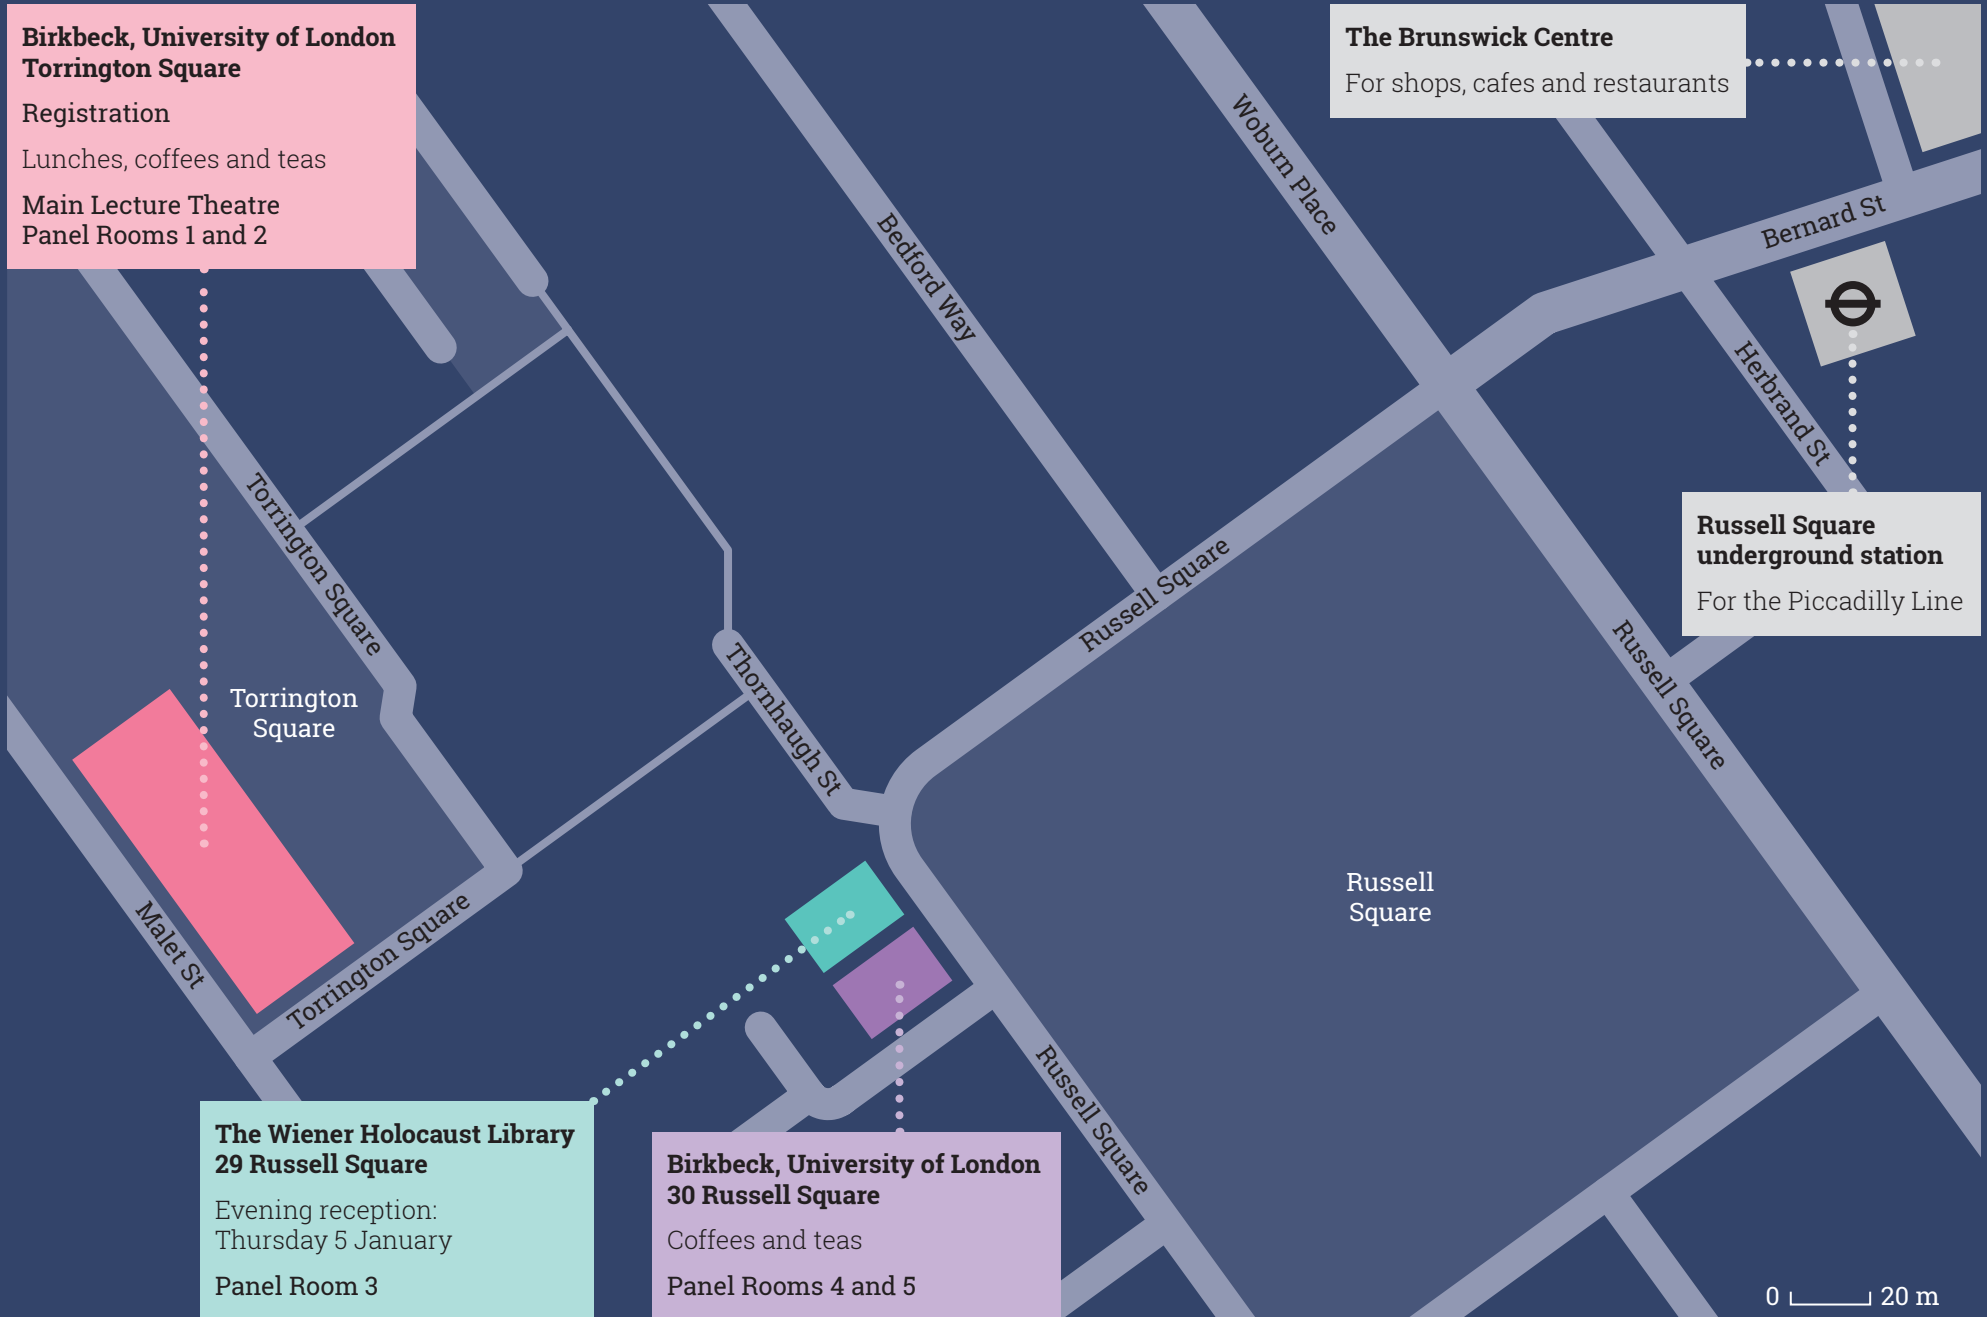 Birkbeck, University of London
Torrington Square
Registration
Lunches, coffees and teas
Main Lecture Theatre
Panel Rooms 1 and 2
The Brunswick Centre
For shops, cafes and restaurants
Woburn Place
Bedford Way
Bernard St
Herbrand St
Russell Square
underground station
For the Piccadilly Line
Torrington Square
Russell Square
Russell Square
Thornhaugh St
Torrington
Square
Russell
Square
Malet St
Torrington Square
Russell Square
The Wiener Holocaust Library
29 Russell Square
Evening reception:
Thursday 5 January
Panel Room 3
Birkbeck, University of London
30 Russell Square
Coffees and teas
Panel Rooms 4 and 5
0 20 m